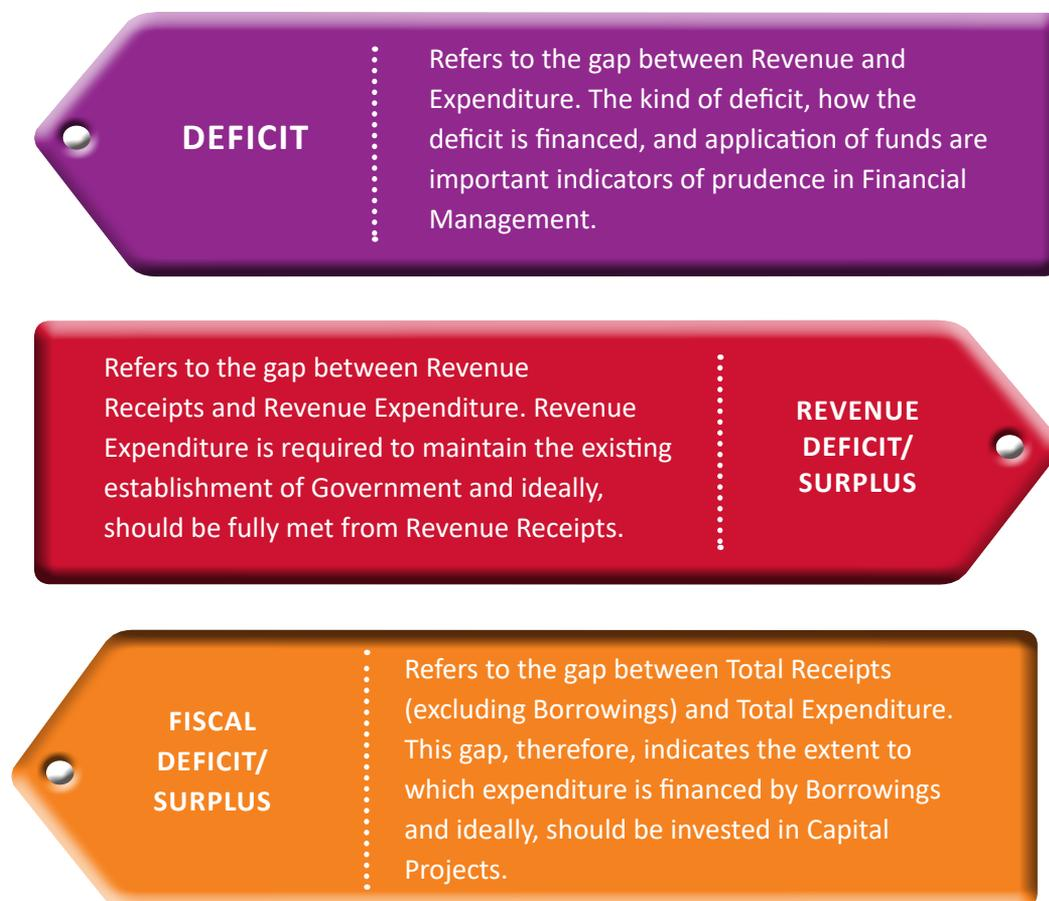 DEFICIT
Refers to the gap between Revenue and
Expenditure. The kind of deficit, how the
deficit is financed, and application of funds are
important indicators of prudence in Financial
Management.
Refers to the gap between Revenue
Receipts and Revenue Expenditure. Revenue
Expenditure is required to maintain the existing
establishment of Government and ideally,
should be fully met from Revenue Receipts.
REVENUE
DEFICIT/
SURPLUS
FISCAL
DEFICIT/
SURPLUS
Refers to the gap between Total Receipts
(excluding Borrowings) and Total Expenditure.
This gap, therefore, indicates the extent to
which expenditure is financed by Borrowings
and ideally, should be invested in Capital
Projects.